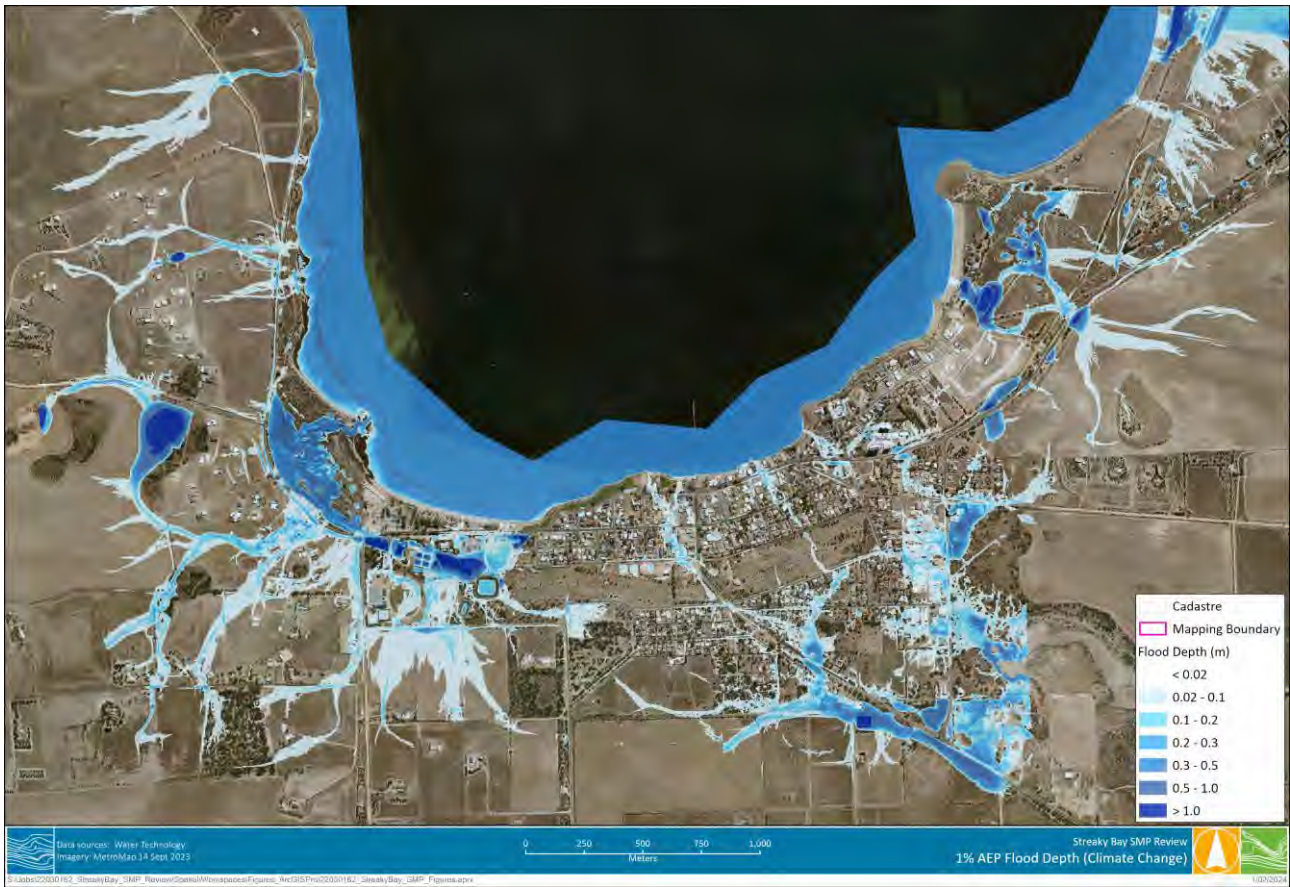 Cadastre
Mapping Boundary
Flood Depth (m)
< 0.02
0.02 - 0.1
0.1 - 0.2
0.2 - 0.3
0.3 - 0.5
0.5 - 1.0
> 1.0
Data sources: Water Technology
Imagery: MetroMap 14 Sept 2023
0 250 500 750 1,000
Meters
Streaky Bay SMP Review
1% AEP Flood Depth (Climate Change)